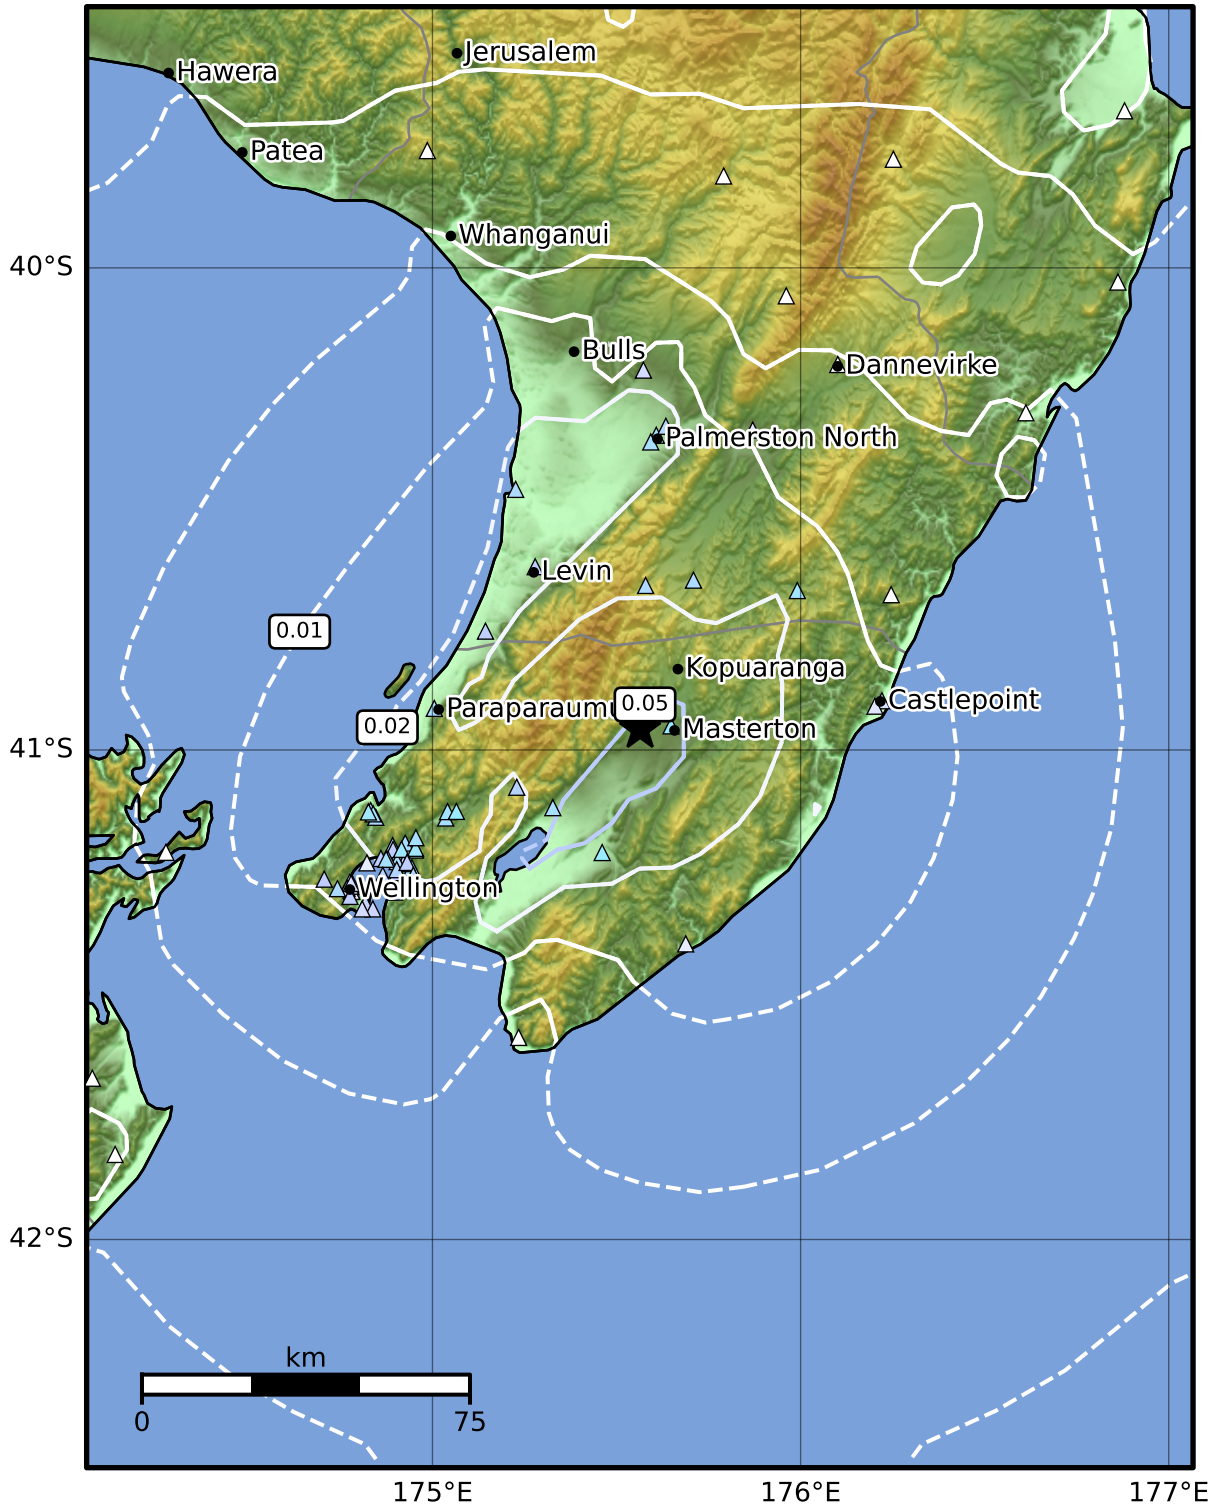 Jerusalem
Hawera
Patea
Whanganui
40°S
Bulls
Dannevirke
Palmerston North
Levin
0.01
Kopuaranga
Castlepoint
0.05
Paraparaumu
0.02
Masterton
41°S
Wellington
42°S
km
0 75
175°E 176°E 177°E